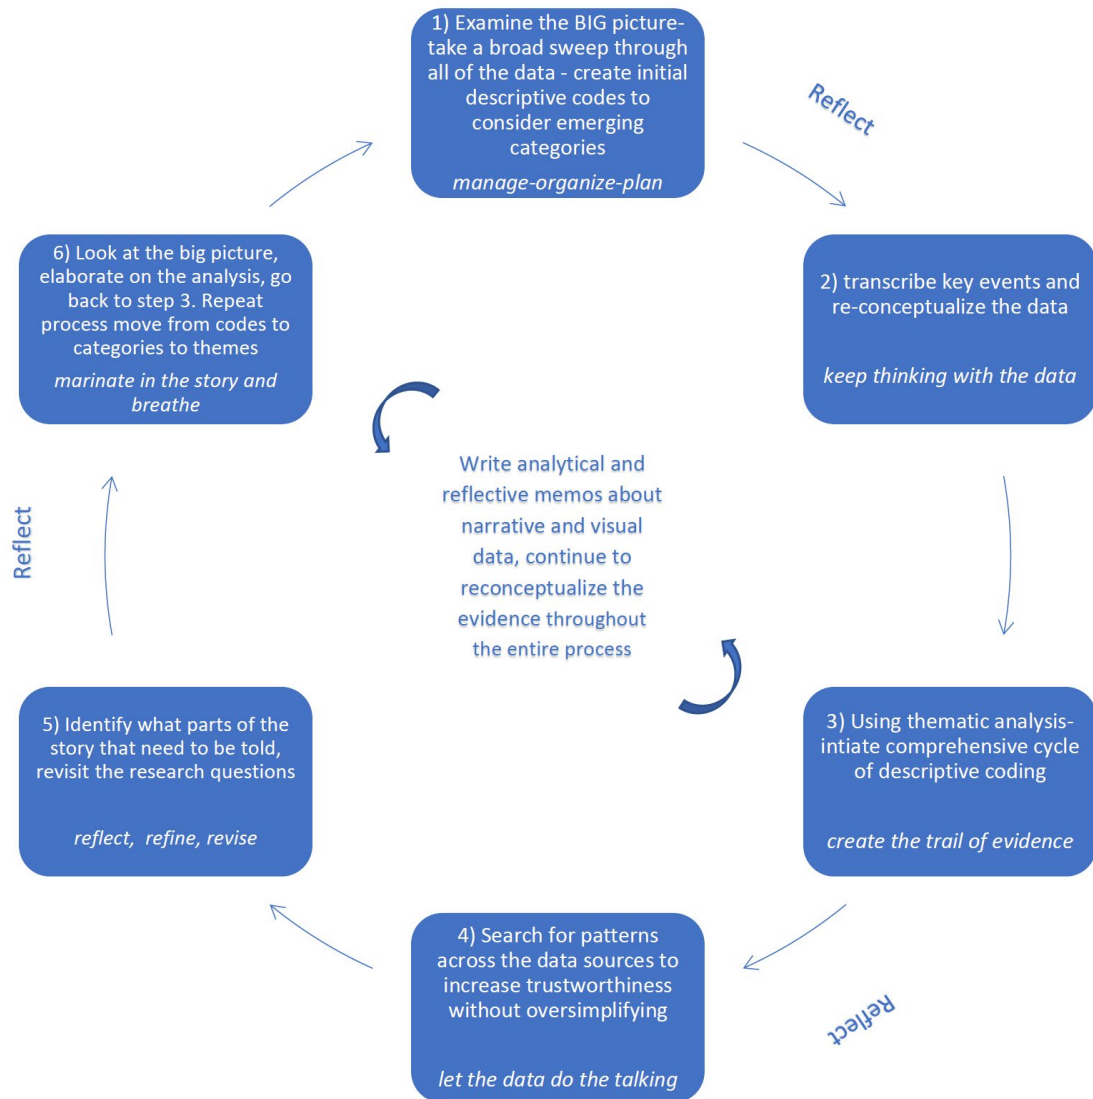 1) Examine the BIG picture-
take a broad sweep through
all of the data - create initial
descriptive codes to
consider emerging
categories
manage-organize-plan
Reflect
2) transcribe key events and
re-conceptualize the data
keep thinking with the data
3) Using thematic analysis-
intiate comprehensive cycle
of descriptive coding
create the trail of evidence
Reflect
4) Search for patterns
across the data sources to
increase trustworthiness
without oversimplifying
let the data do the talking
5) Identify what parts of the
story that need to be told,
revisit the research questions
reflect, refine, revise
Reflect
6) Look at the big picture,
elaborate on the analysis, go
back to step 3. Repeat
process move from codes to
categories to themes
marinate in the story and
breathe
Write analytical and
reflective memos about
narrative and visual
data, continue to
reconceptualize the
evidence throughout
the entire process